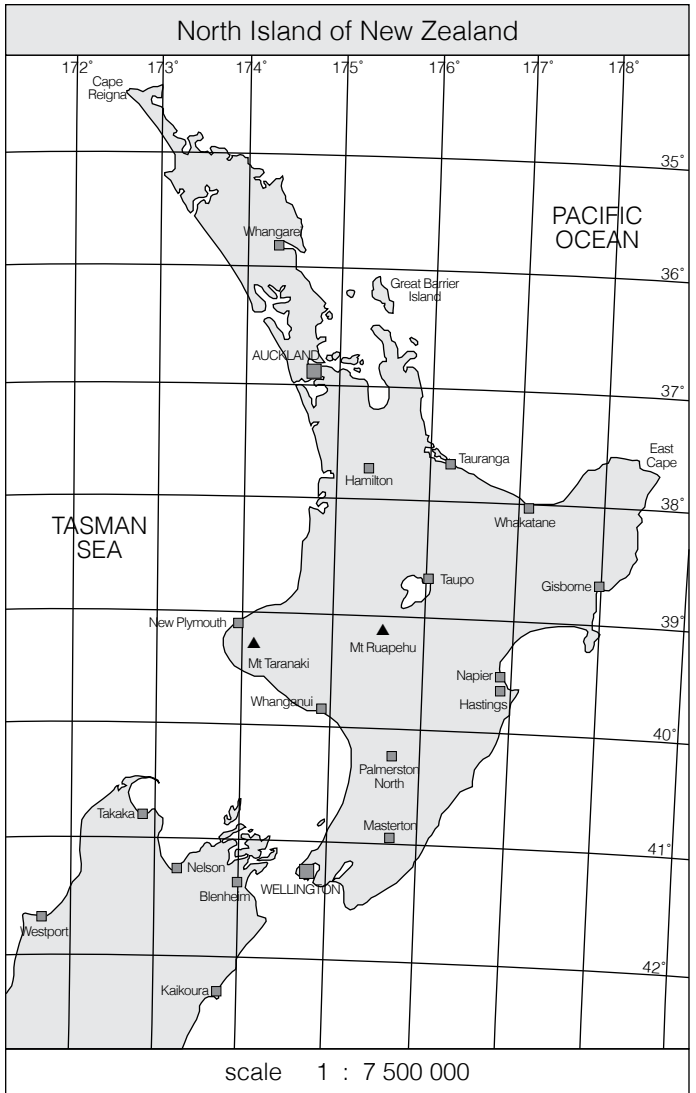 North Island of New Zealand
172° 173° 174° 175° 176° 177° 178°
Cape
Reigna
35°
PACIFIC
OCEAN
Whangarei
36°
Great Barrier
Island
AUCKLAND
37°
East
Cape
Tauranga
Hamilton
38°
Whakatane
TASMAN
SEA
Taupo
Gisborne
39°
New Plymouth
Mt Ruapehu
Mt Taranaki
Napier
Whanganui
Hastings
40°
Palmerston
North
Takaka
Masterton
41°
Nelson
WELLINGTON
Blenheim
Westport
42°
Kaikoura
scale 1 : 7 500 000